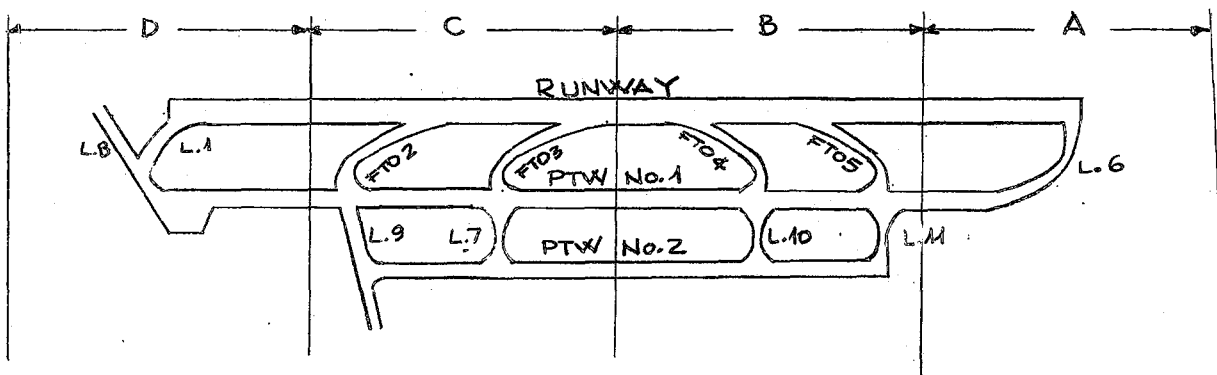 D C B A
RUNWAY
L.8 L.1 FTO2 FTO3 FTO4 FTO5 L.6
PTW No.1
L.9 L.7 PTW No.2 L.10 L.11